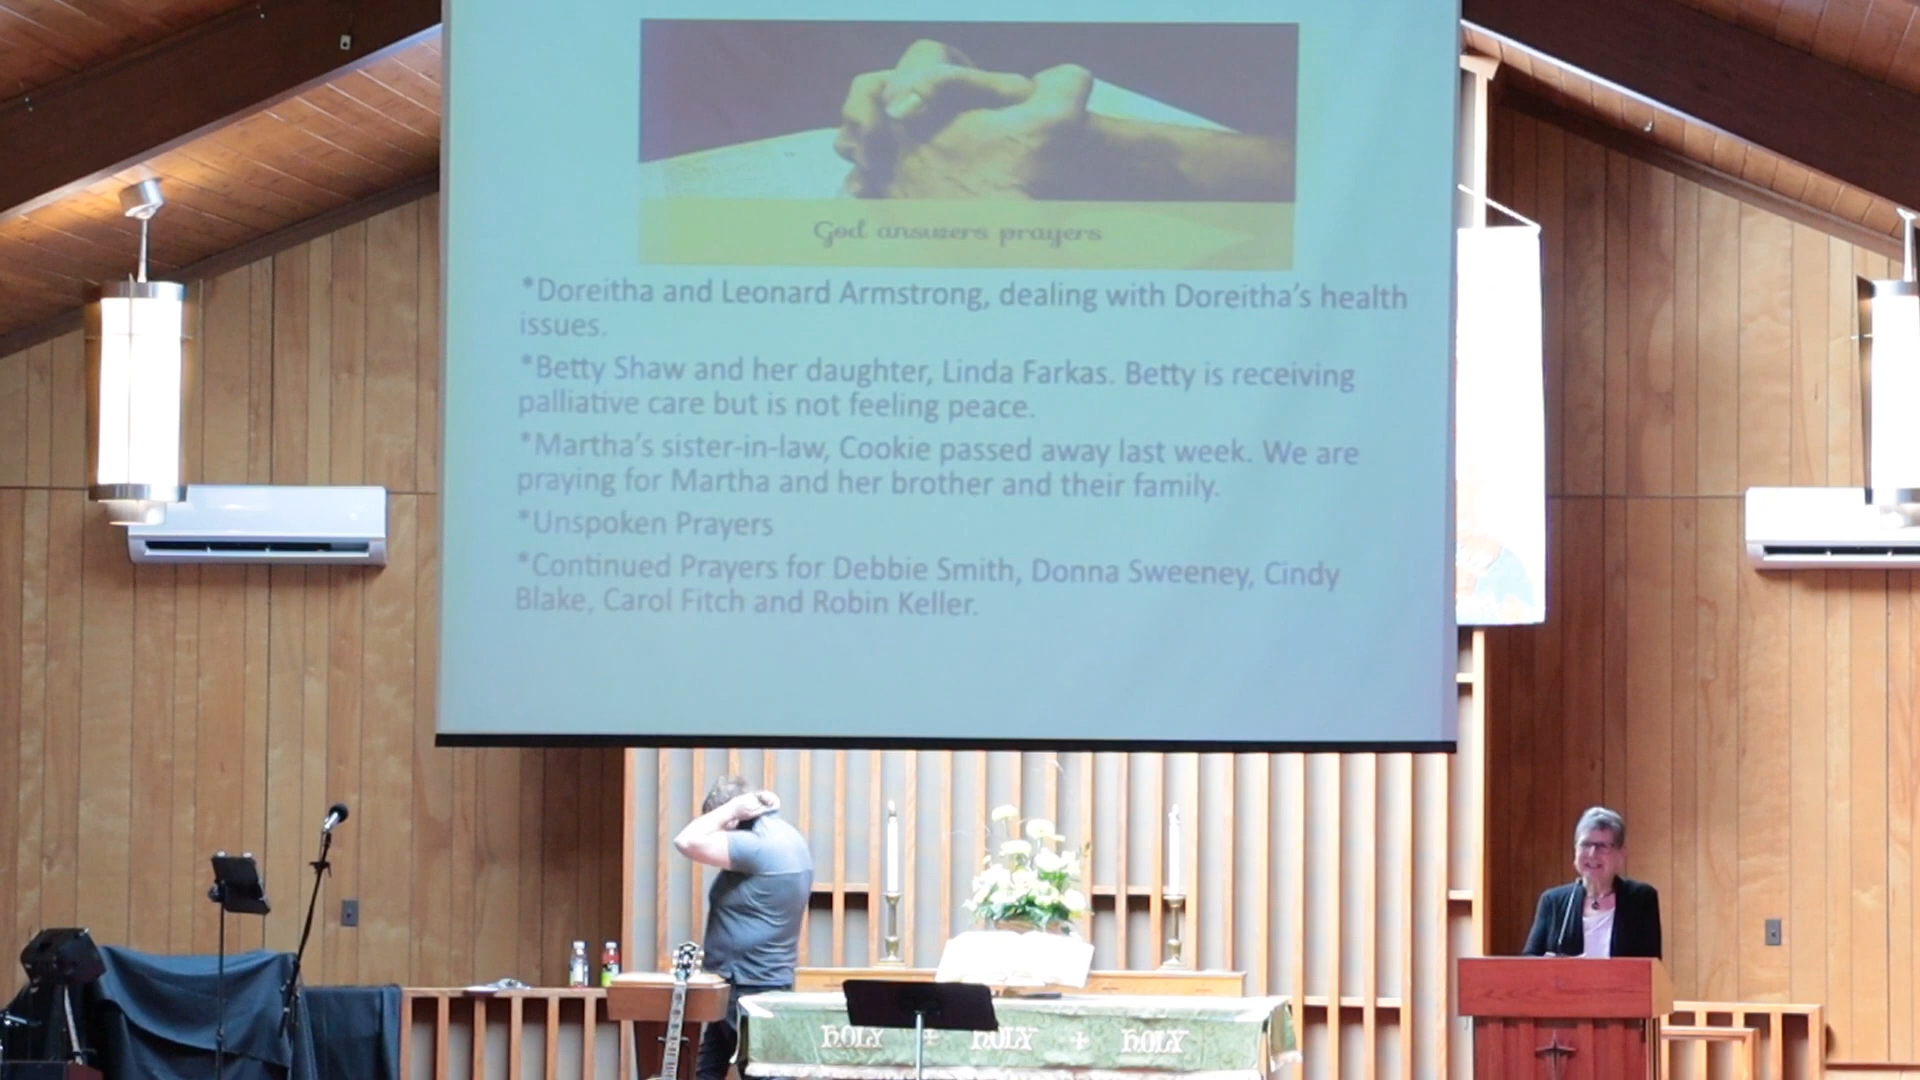 God answers prayers
*Doreitha and Leonard Armstrong, dealing with Doreitha's health
issues.
*Betty Shaw and her daughter, Linda Farkas. Betty is receiving
palliative care but is not feeling peace.
*Martha's sister-in-law, Cookie passed away last week. We are
praying for Martha and her brother and their family.
*Unspoken Prayers
*Continued Prayers for Debbie Smith, Donna Sweeney, Cindy
Blake, Carol Fitch and Robin Keller.
HOLY + HOLY + HOLY